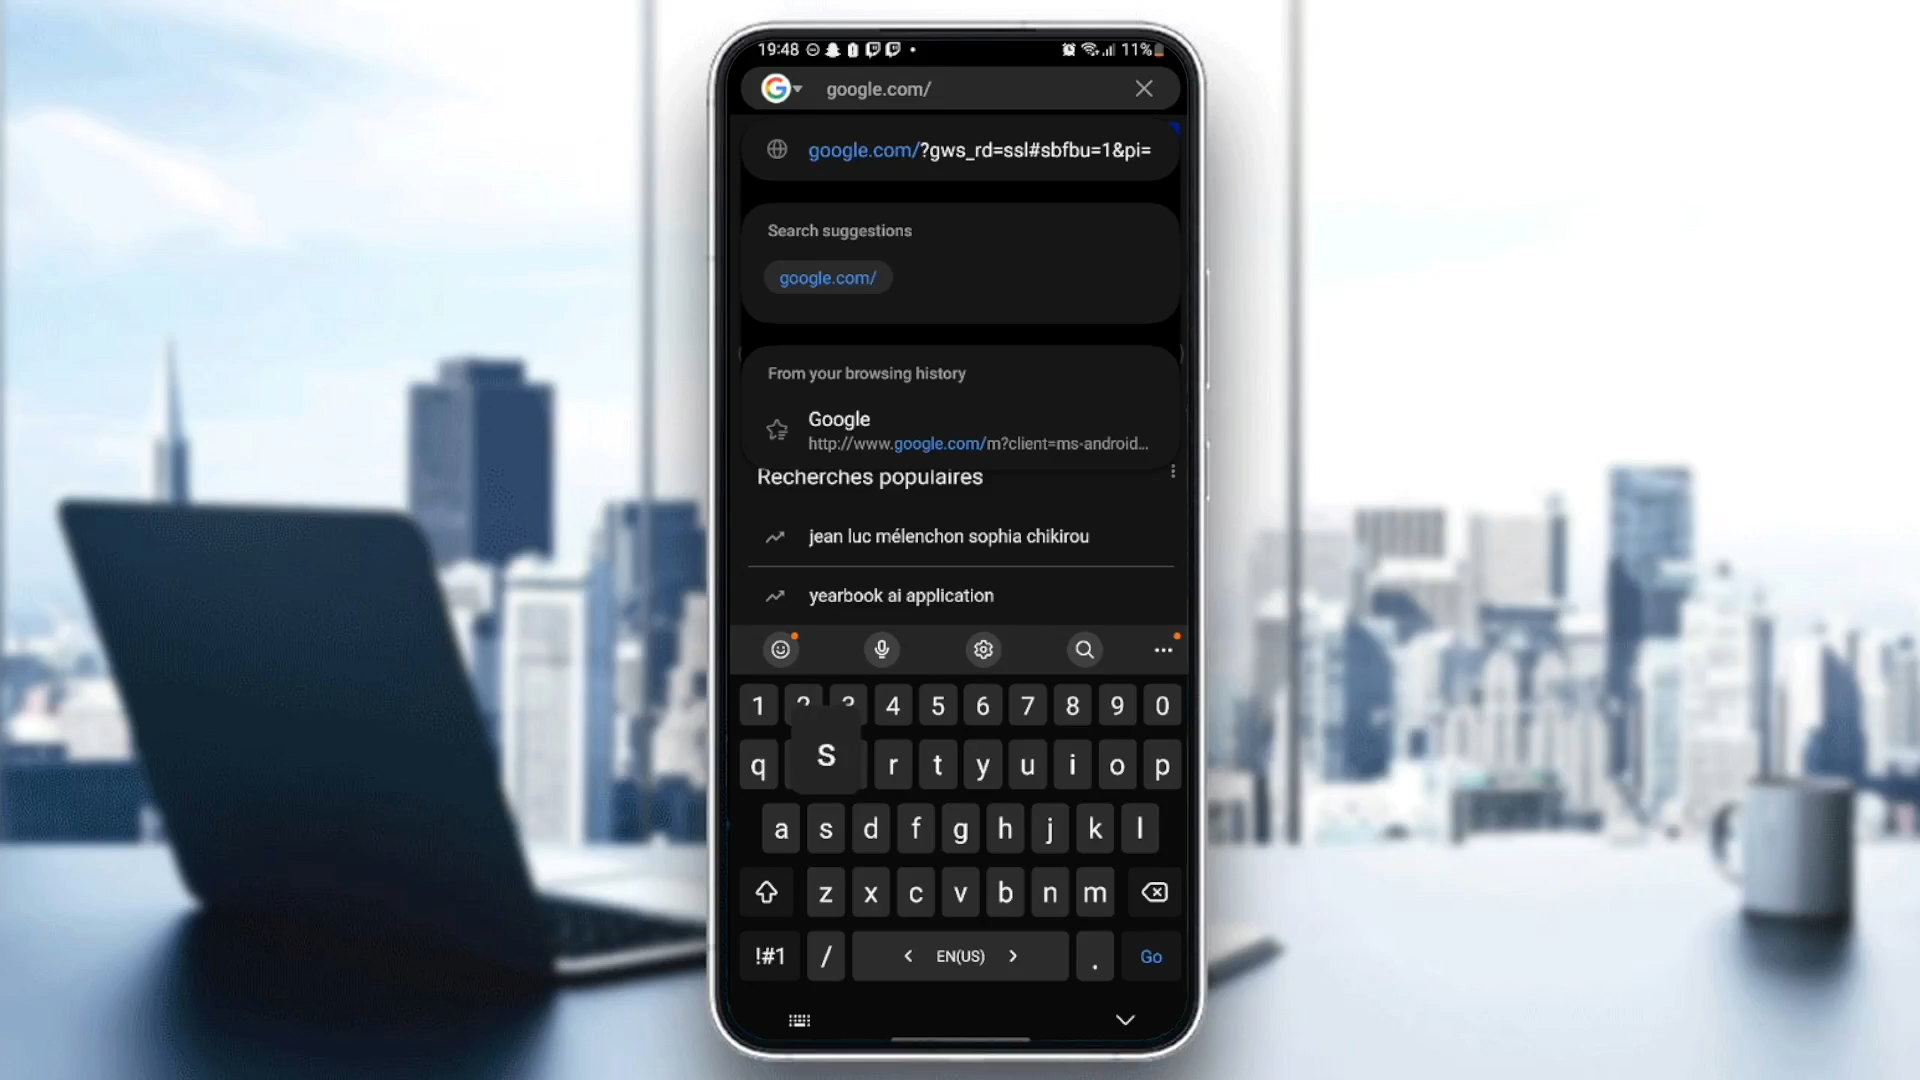 19:48 11%
google.com/
google.com/?gws_rd=ssl#sbfbu=1&pi=
Search suggestions
google.com/
From your browsing history
Google
http://www.google.com/m?client=ms-android...
Recherches populaires
jean luc mélenchon sophia chikirou
yearbook ai application
1 2 3 4 5 6 7 8 9 0
q S r t y u i o p
a s d f g h j k l
z x c v b n m
!#1 / < EN(US) > . Go